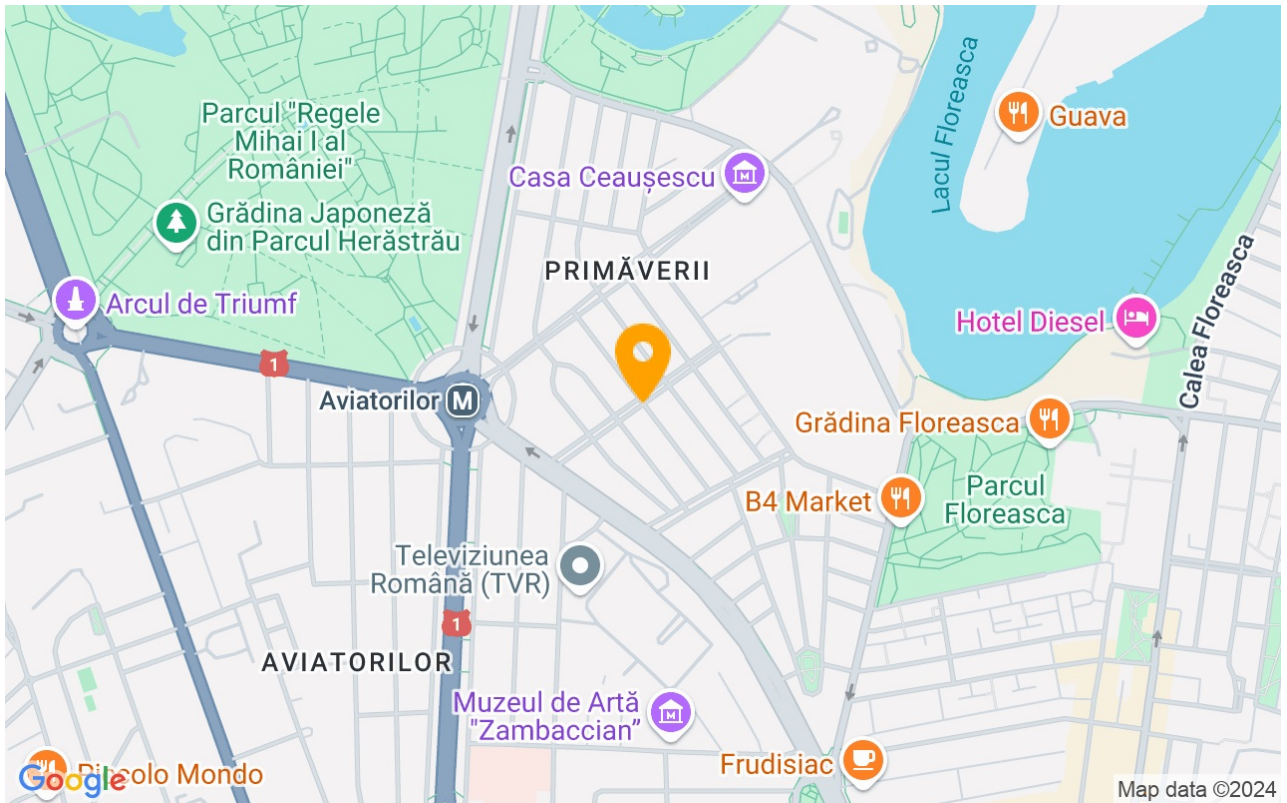 Parcul "Regele
Mihai I al
României"
Lacul Floreasca
Guava
Casa Ceaușescu
Grădina Japoneză
din Parcul Herăstrău
PRIMĂVERII
Arcul de Triumf
Hotel Diesel
Calea Floreasca
1
Aviatorilor M
Grădina Floreasca
B4 Market
Parcul
Floreasca
Televiziunea
Română (TVR)
1
AVIATORILOR
Muzeul de Artă
"Zambaccian”
Frudisiac
Piccolo Mondo
Google
Map data ©2024